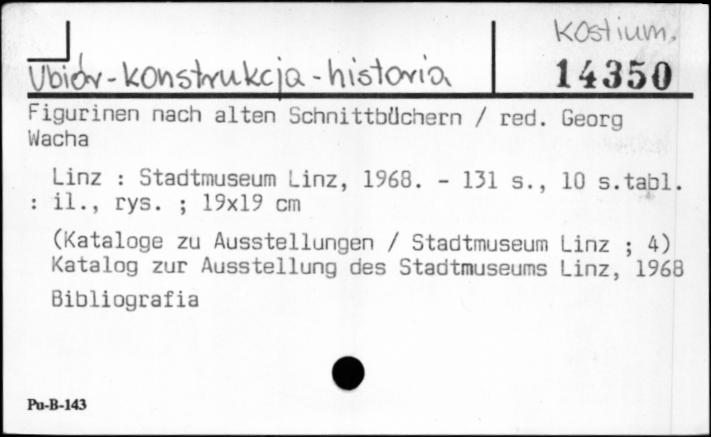 Kostium.
Ubiór-konstrukcja-historia
14350
Figurinen nach alten Schnittbüchern / red. Georg
Wacha
Linz : Stadtmuseum Linz, 1968. - 131 s., 10 s.tabl.
: il., rys. ; 19x19 cm
(Kataloge zu Ausstellungen / Stadtmuseum Linz ; 4)
Katalog zur Ausstellung des Stadtmuseums Linz, 1968
Bibliografia
Pu-B-143